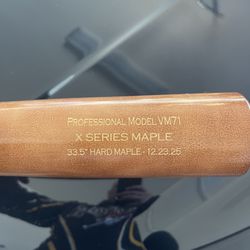 PROFESSIONAL MODEL VM71
X SERIES MAPLE
33.5" HARD MAPLE - 12.23.25